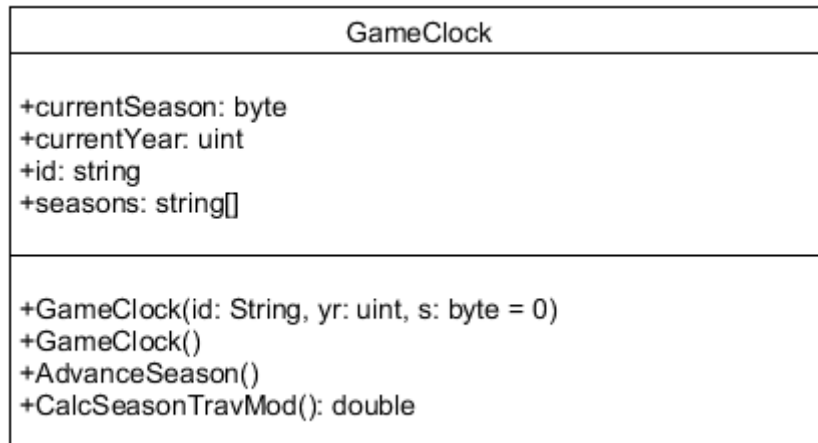 GameClock
+currentSeason: byte
+currentYear: uint
+id: string
+seasons: string[]
+GameClock(id: String, yr: uint, s: byte = 0)
+GameClock()
+AdvanceSeason()
+CalcSeasonTravMod(): double